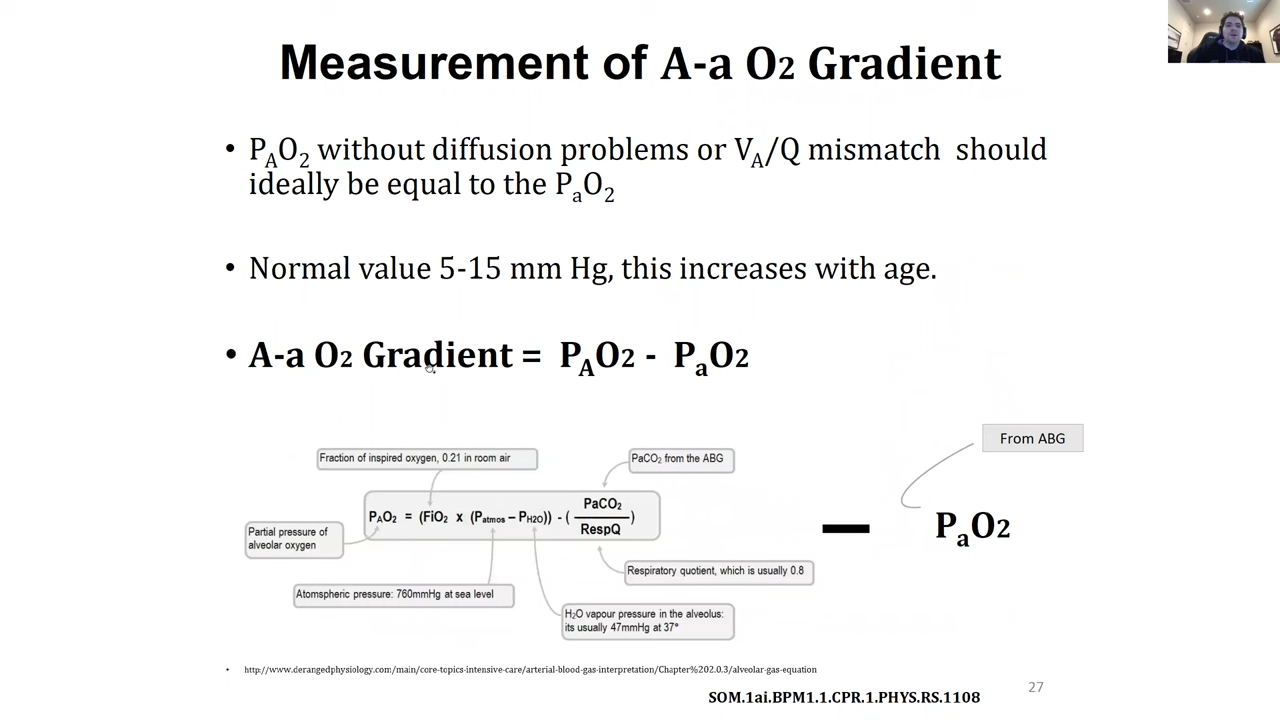 Measurement of A-a O2 Gradient
• PAO2 without diffusion problems or VA/Q mismatch should
ideally be equal to the PaO2
• Normal value 5-15 mm Hg, this increases with age.
• A-a O2 Gradient = PAO2 - PaO2
From ABG
Fraction of inspired oxygen, 0.21 in room air
PaCO2 from the ABG
PAO2 = (FiO2 x (Patmos – PH2O)) - ( PaCO2
RespQ )
— PaO2
Partial pressure of
alveolar oxygen
Respiratory quotient, which is usually 0.8
Atomspheric pressure: 760mmHg at sea level
H2O vapour pressure in the alveolus:
its usually 47mmHg at 37°
• http://www.derangedphysiology.com/main/core-topics-intensive-care/arterial-blood-gas-interpretation/Chapter%202.0.3/alveolar-gas-equation
27
SOM.1ai.BPM1.1.CPR.1.PHYS.RS.1108